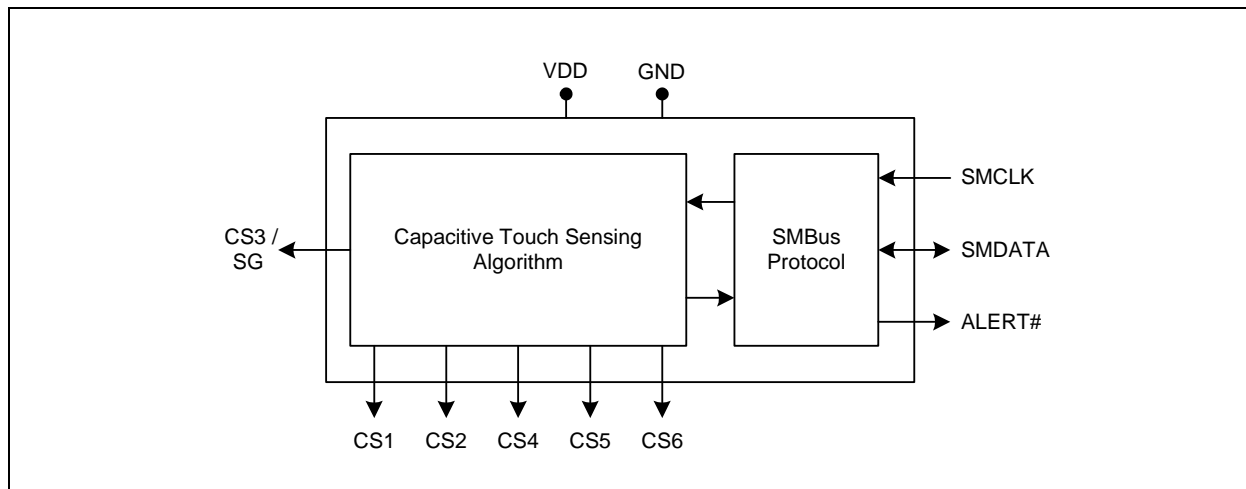 VDD
GND
Capacitive Touch Sensing
Algorithm
SMBus
Protocol
SMCLK
SMDATA
ALERT#
CS3 /
SG
CS1
CS2
CS4
CS5
CS6